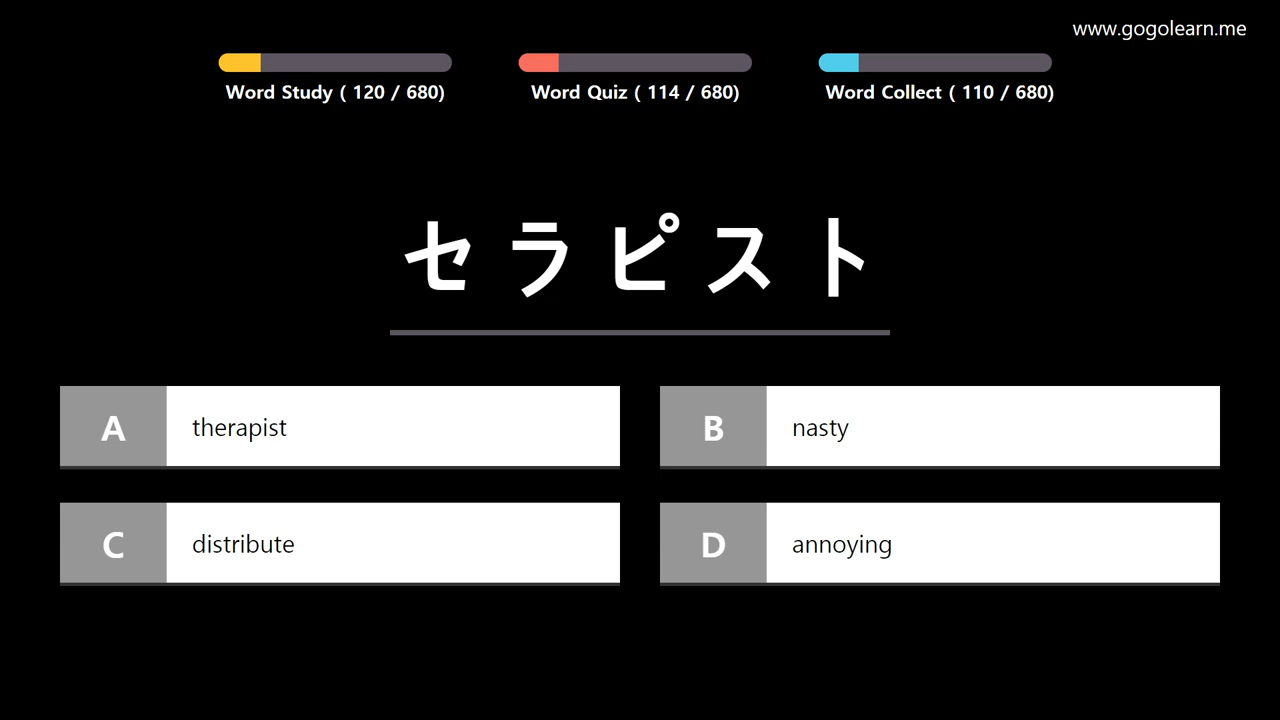 www.gogolearn.me
Word Study ( 120 / 680)
Word Quiz ( 114 / 680)
Word Collect ( 110 / 680)
セラピスト
A therapist
B nasty
C distribute
D annoying